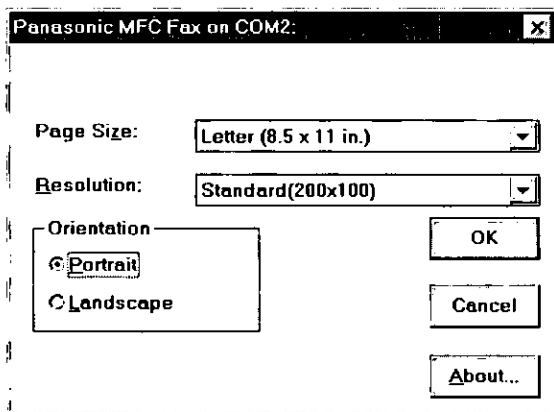 Panasonic MFC Fax on COM2:
Page Size: Letter (8.5 x 11 in.)
Resolution: Standard(200x100)
Orientation
Portrait
Landscape
OK
Cancel
About...